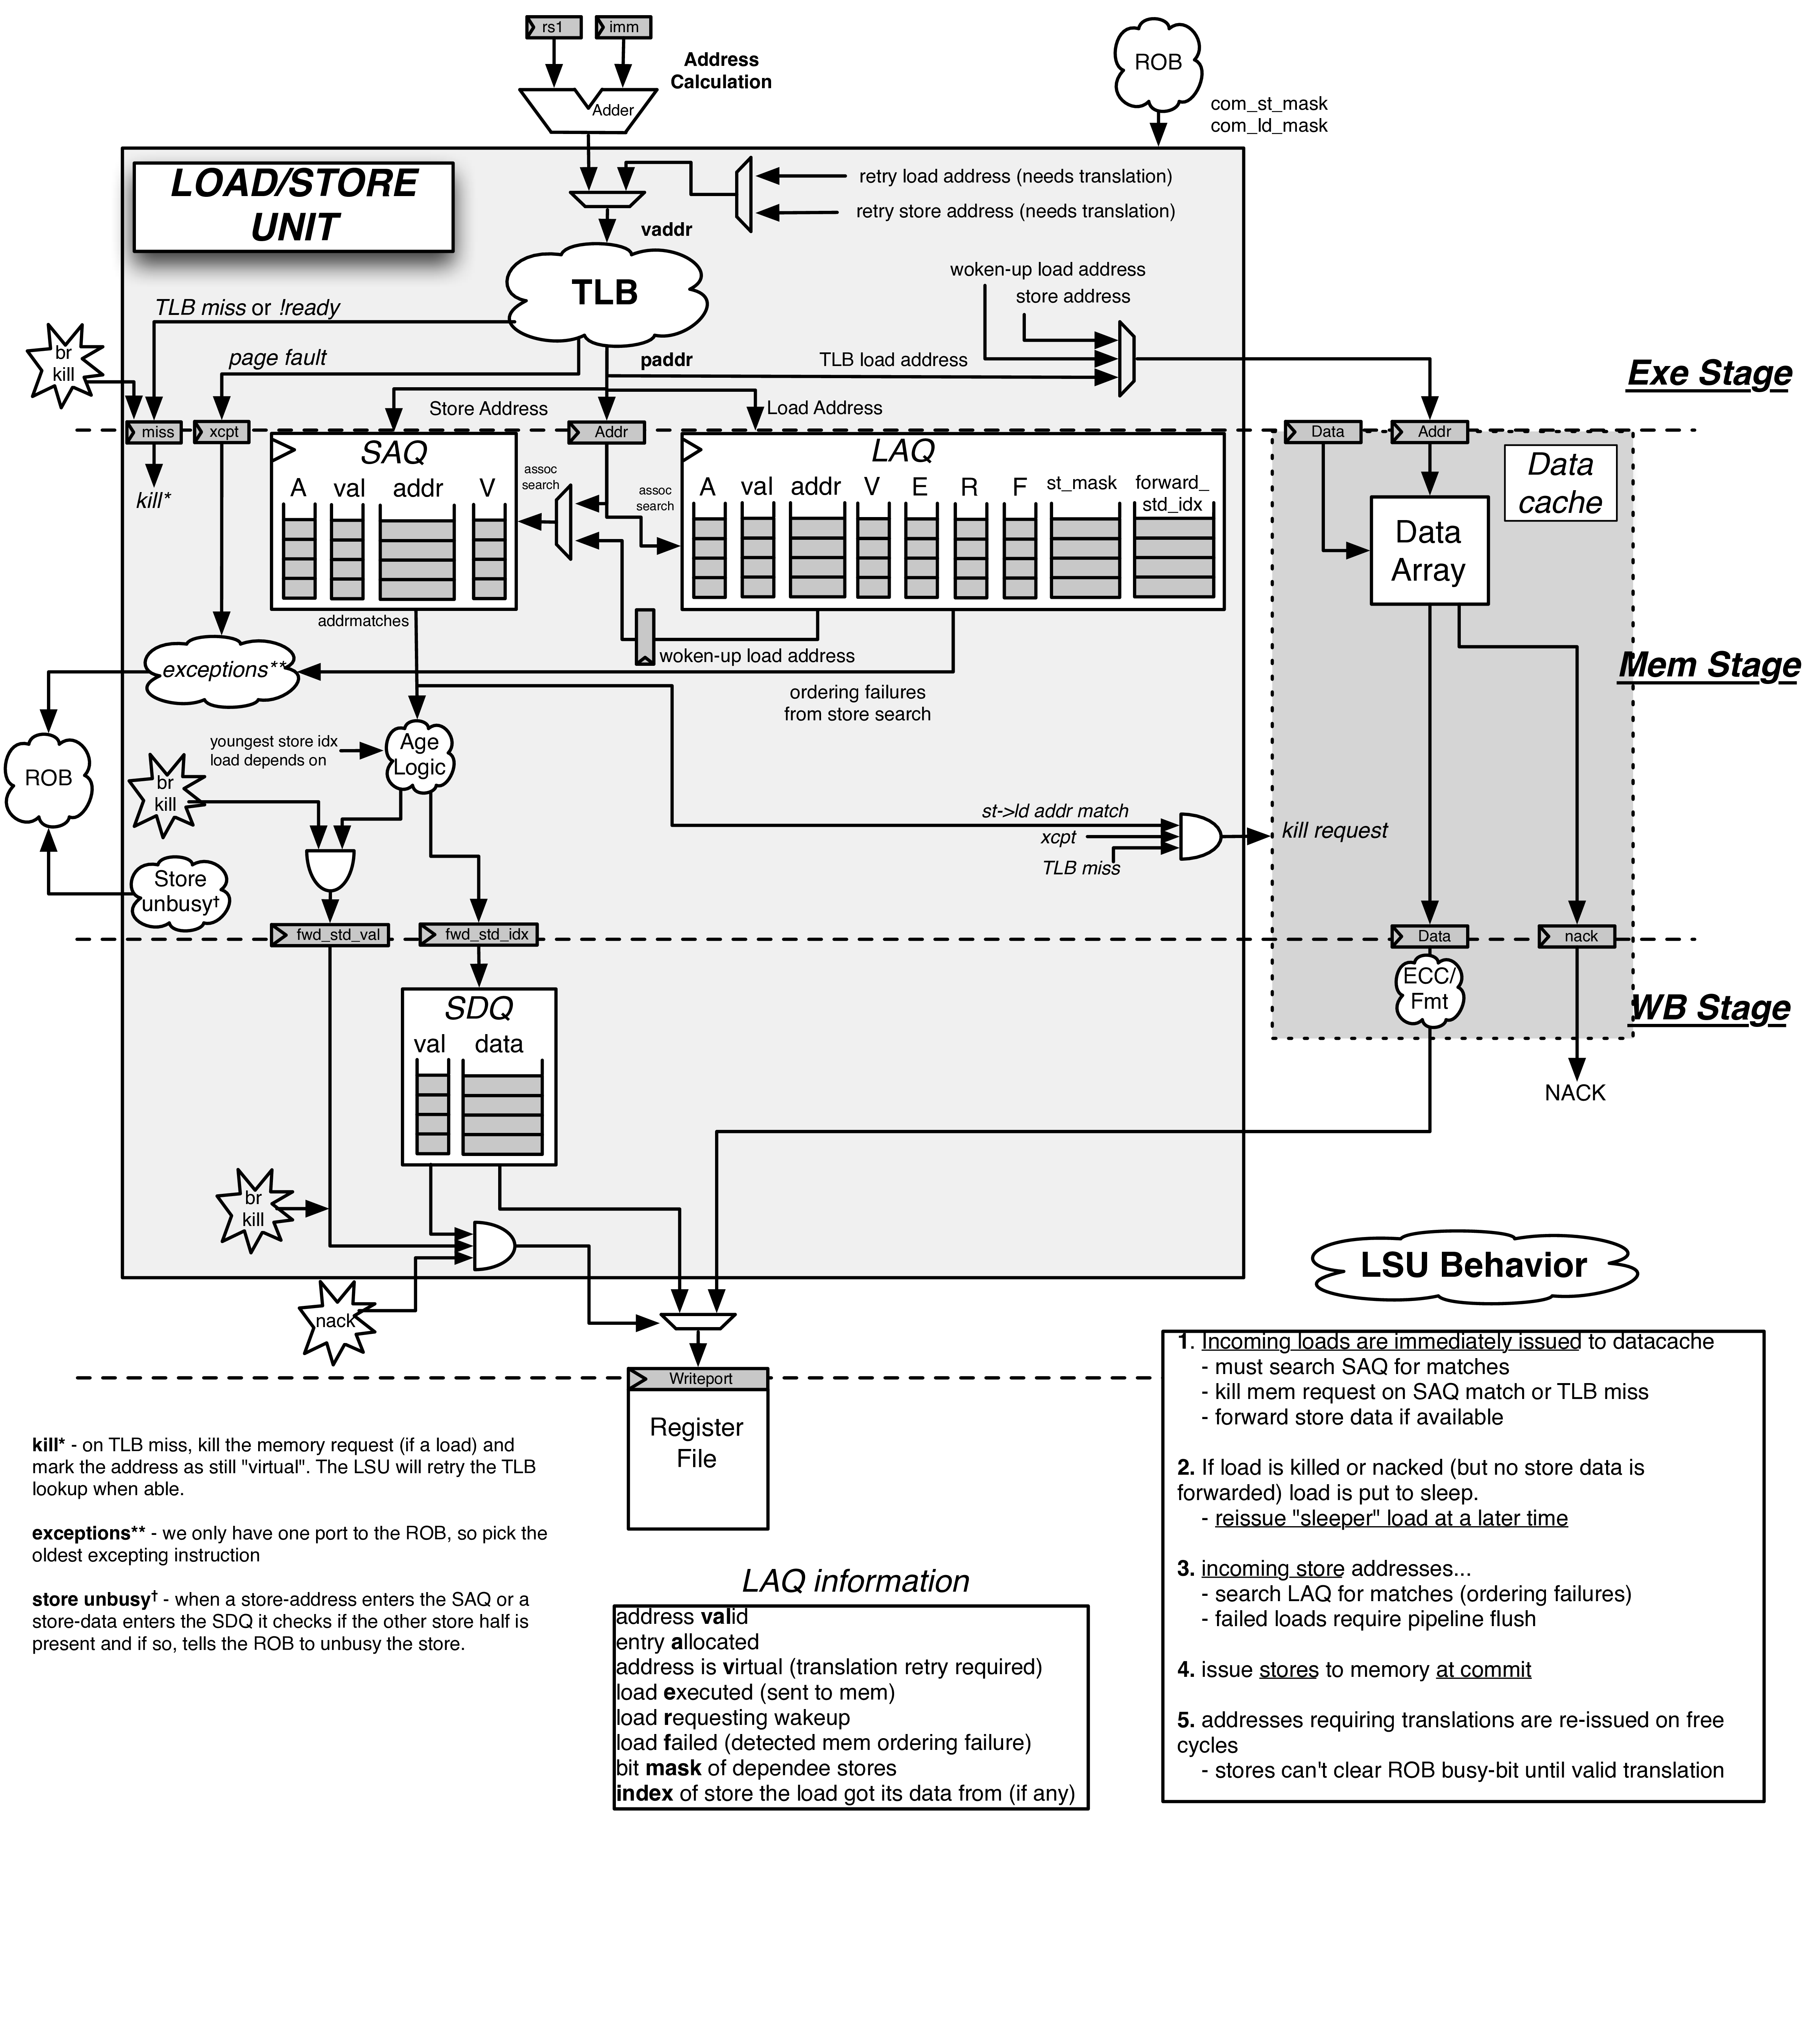 rs1
imm
Address
Calculation
Adder
ROB
com_st_mask
com_ld_mask
LOAD/STORE
UNIT
retry load address (needs translation)
retry store address (needs translation)
vaddr
TLB
woken-up load address
store address
TLB miss or !ready
br
kill
page fault
paddr
TLB load address
Exe Stage
Store Address
Load Address
miss
xcpt
Addr
Data
Addr
kill*
SAQ
A
val
addr
V
assoc
search
assoc
search
LAQ
A
val
addr
V
E
R
F
st_mask
forward_
std_idx
Data
cache
Data
Array
addrmatches
woken-up load address
exceptions**
Mem Stage
ordering failures
from store search
youngest store idx
load depends on
Age
Logic
ROB
br
kill
st->ld addr match
xcpt
TLB miss
kill request
Store
unbusy†
fwd_std_val
fwd_std_idx
Data
nack
ECC/
Fmt
WB Stage
SDQ
val
data
NACK
br
kill
nack
LSU Behavior
Writeport
Register
File
1. Incoming loads are immediately issued to datacache
- must search SAQ for matches
- kill mem request on SAQ match or TLB miss
- forward store data if available
2. If load is killed or nacked (but no store data is
forwarded) load is put to sleep.
- reissue "sleeper" load at a later time
3. incoming store addresses...
- search LAQ for matches (ordering failures)
- failed loads require pipeline flush
4. issue stores to memory at commit
5. addresses requiring translations are re-issued on free
cycles
- stores can't clear ROB busy-bit until valid translation
kill* - on TLB miss, kill the memory request (if a load) and
mark the address as still "virtual". The LSU will retry the TLB
lookup when able.
exceptions** - we only have one port to the ROB, so pick the
oldest excepting instruction
store unbusy† - when a store-address enters the SAQ or a
store-data enters the SDQ it checks if the other store half is
present and if so, tells the ROB to unbusy the store.
LAQ information
address valid
entry allocated
address is virtual (translation retry required)
load executed (sent to mem)
load requesting wakeup
load failed (detected mem ordering failure)
bit mask of dependee stores
index of store the load got its data from (if any)